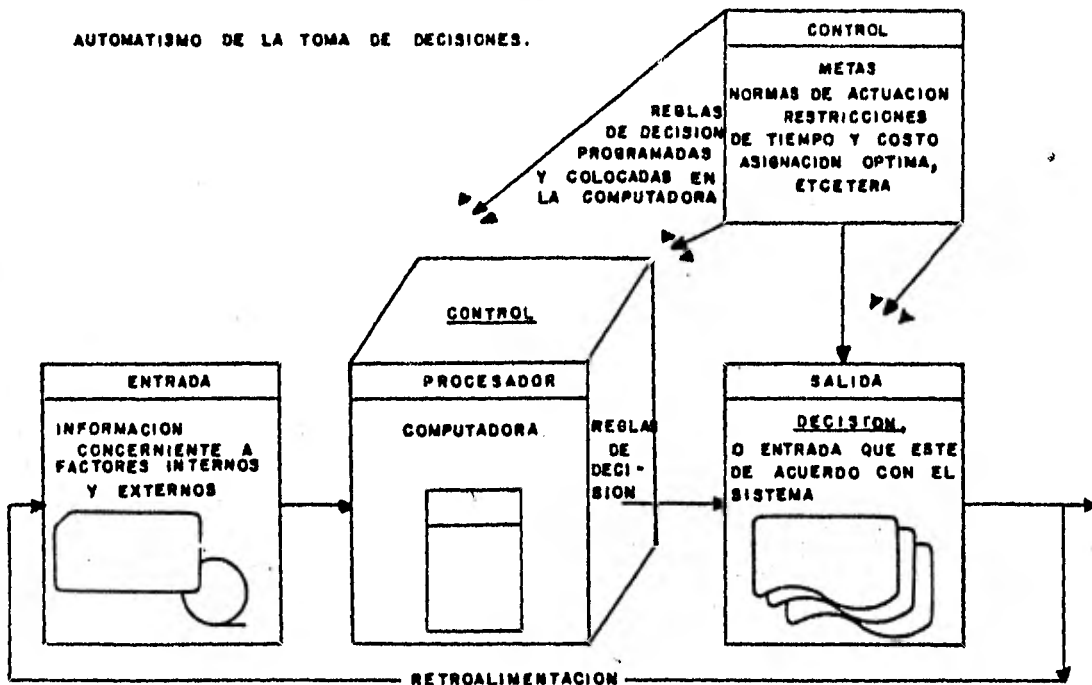 AUTOMATISMO DE LA TOMA DE DECISIONES.
CONTROL
METAS
NORMAS DE ACTUACION
RESTRICCIONES
DE TIEMPO Y COSTO
ASIGNACION OPTIMA,
ETCETERA
REGLAS
DE DECISION
PROGRAMADAS
Y COLOCADAS EN
LA COMPUTADORA
CONTROL
ENTRADA
INFORMACION
CONCERNIENTE A
FACTORES INTERNOS
Y EXTERNOS
PROCESADOR
COMPUTADORA
REGLAS
DE
DECI-
SION
SALIDA
DECISION,
O ENTRADA QUE ESTE
DE ACUERDO CON EL
SISTEMA
RETROALIMENTACION